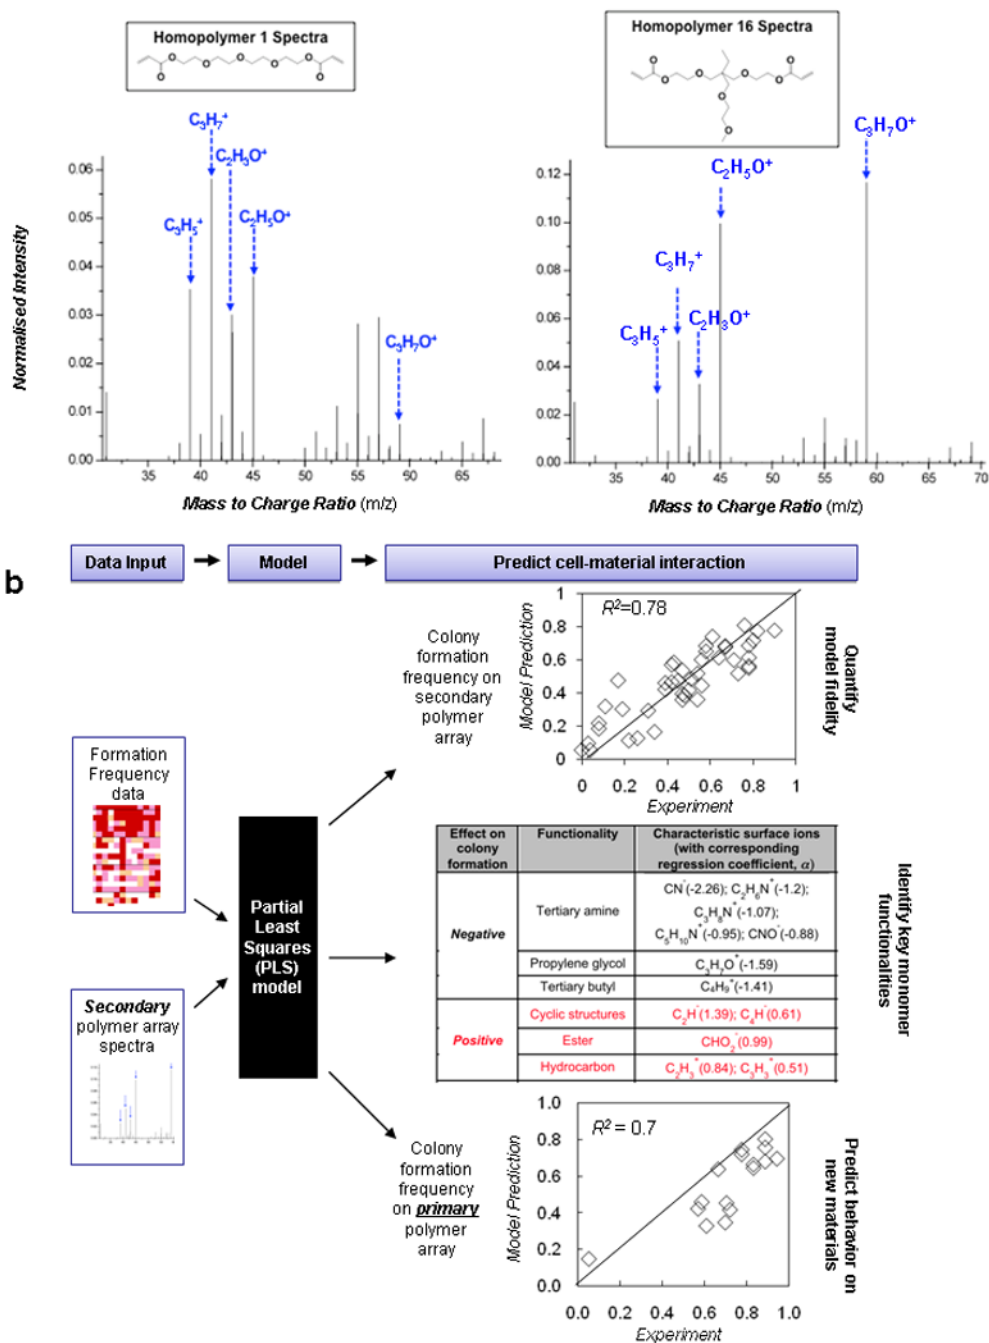 Homopolymer 1 Spectra
O O O O O
O O
Homopolymer 16 Spectra
O O
O O O O
O
O
C₃H₇⁺
C₂H₃O⁺
C₃H₅⁺
C₂H₅O⁺
C₃H₇O⁺
0.06
0.05
0.04
0.03
0.02
0.01
0.00
35 40 45 50 55 60 65
Normalised Intensity
Mass to Charge Ratio (m/z)
C₃H₇O⁺
C₂H₅O⁺
C₃H₇⁺
C₂H₃O⁺
C₃H₅⁺
0.12
0.10
0.08
0.06
0.04
0.02
0.00
35 40 45 50 55 60 65 70
Mass to Charge Ratio (m/z)
b
Data Input
Model
Predict cell-material interaction
Formation
Frequency
data
Secondary
polymer array
spectra
Partial
Least
Squares
(PLS)
model
Colony
formation
frequency on
secondary
polymer
array
R²=0.78
Model Prediction
1
0.8
0.6
0.4
0.2
0
0 0.2 0.4 0.6 0.8 1
Experiment
Quantify
model fidelity
Effect on
colony
formation
Functionality
Characteristic surface ions
(with corresponding
regression coefficient, α)
Negative
Tertiary amine
CN⁻(-2.26); C₂H₆N⁺(-1.2);
C₃H₈N⁺(-1.07);
C₅H₁₀N⁺(-0.95); CNO⁻(-0.88)
Propylene glycol
C₃H₇O⁺(-1.59)
Tertiary butyl
C₄H₉⁺(-1.41)
Positive
Cyclic structures
C₂H⁻(1.39); C₄H⁻(0.61)
Ester
CHO₂⁻(0.99)
Hydrocarbon
C₂H₃⁺(0.84); C₃H₃⁺(0.51)
Identify key monomer
functionalities
Colony
formation
frequency
on primary
polymer
array
R² = 0.7
Model Prediction
1.0
0.8
0.6
0.4
0.2
0.0
0.0 0.2 0.4 0.6 0.8 1.0
Experiment
Predict behavior on
new materials